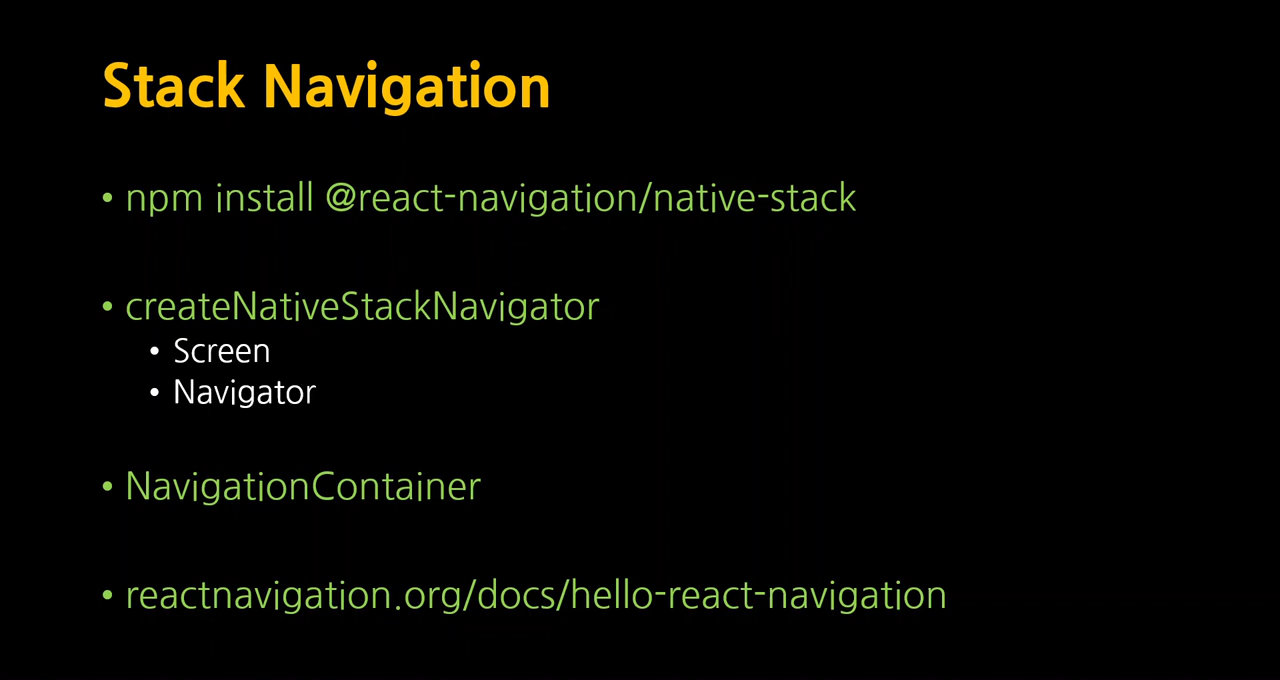 Stack Navigation
• npm install @react-navigation/native-stack
• createNativeStackNavigator
• Screen
• Navigator
• NavigationContainer
• reactnavigation.org/docs/hello-react-navigation